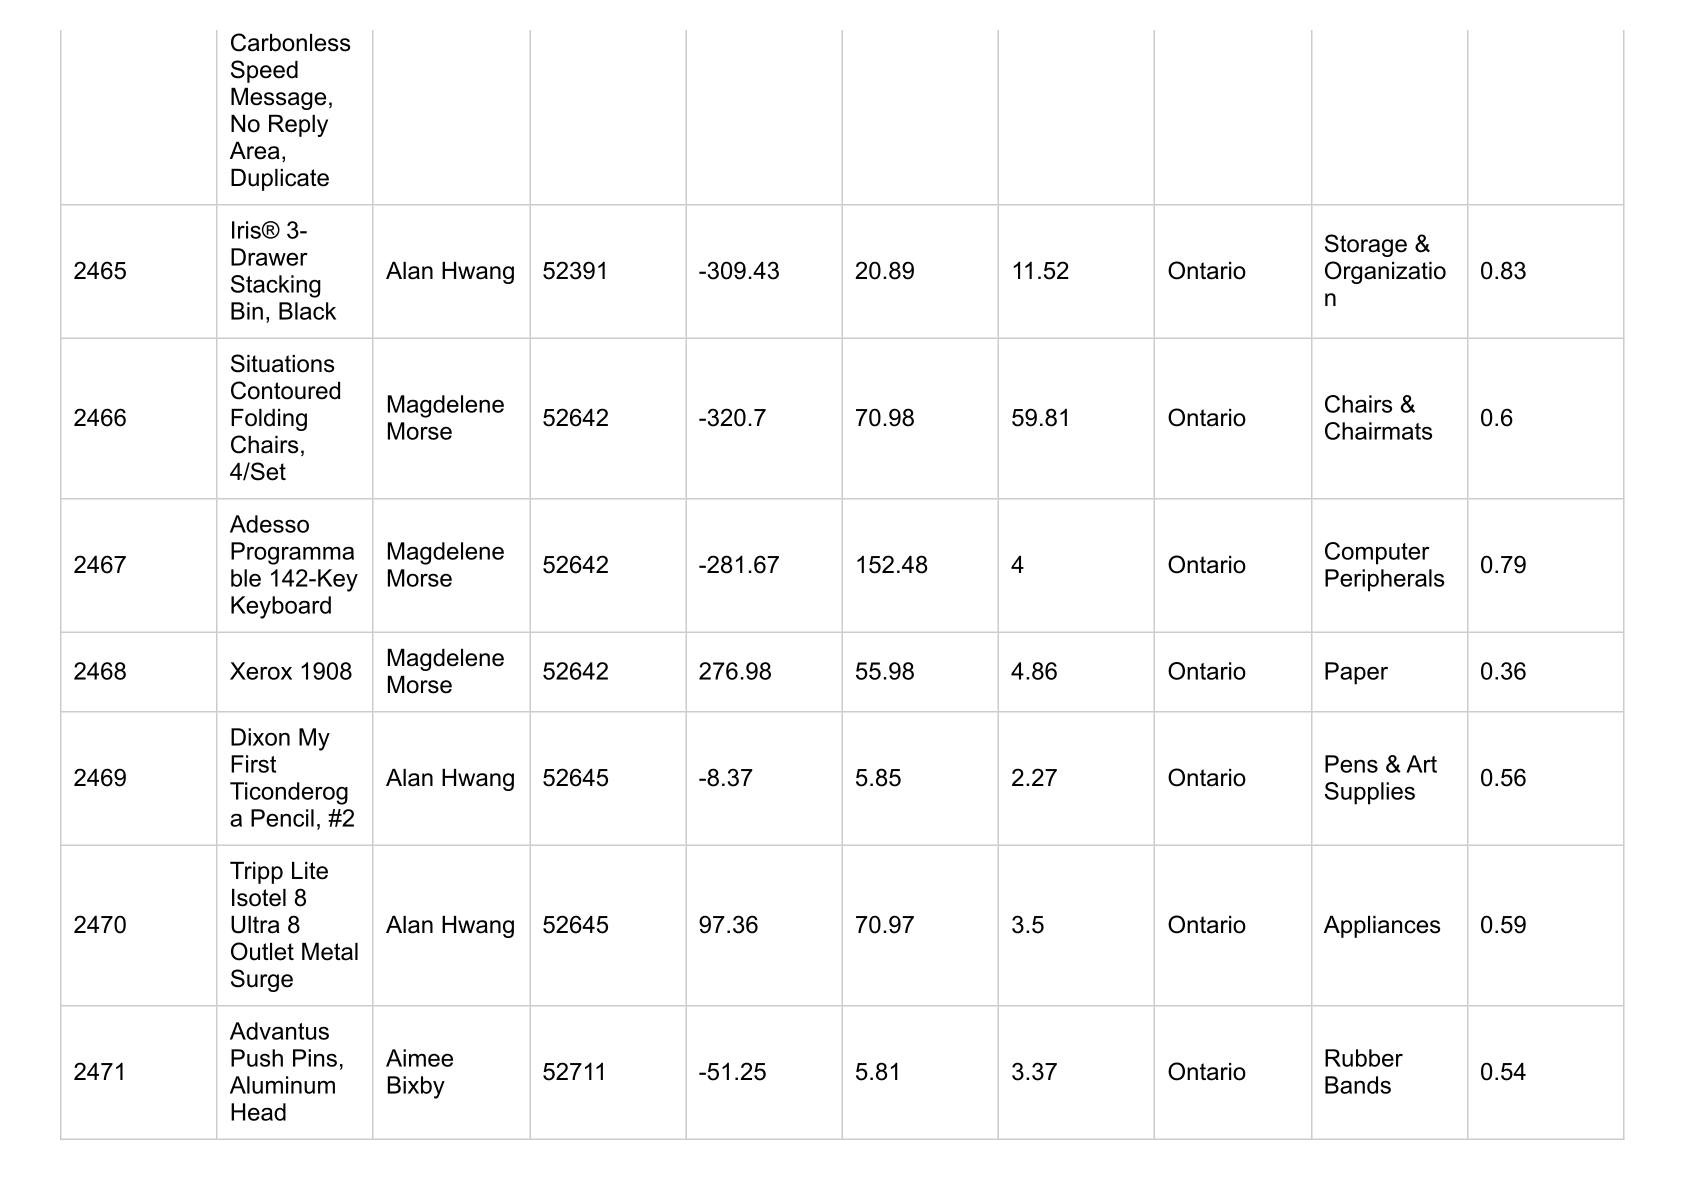 Carbonless
Speed
Message,
No Reply
Area,
Duplicate
2465
Iris® 3-
Drawer
Stacking
Bin, Black
Alan Hwang
52391
-309.43
20.89
11.52
Ontario
Storage &
Organizatio
n
0.83
2466
Situations
Contoured
Folding
Chairs,
4/Set
Magdelene
Morse
52642
-320.7
70.98
59.81
Ontario
Chairs &
Chairmats
0.6
2467
Adesso
Programma
ble 142-Key
Keyboard
Magdelene
Morse
52642
-281.67
152.48
4
Ontario
Computer
Peripherals
0.79
2468
Xerox 1908
Magdelene
Morse
52642
276.98
55.98
4.86
Ontario
Paper
0.36
2469
Dixon My
First
Ticonderog
a Pencil, #2
Alan Hwang
52645
-8.37
5.85
2.27
Ontario
Pens & Art
Supplies
0.56
2470
Tripp Lite
Isotel 8
Ultra 8
Outlet Metal
Surge
Alan Hwang
52645
97.36
70.97
3.5
Ontario
Appliances
0.59
2471
Advantus
Push Pins,
Aluminum
Head
Aimee
Bixby
52711
-51.25
5.81
3.37
Ontario
Rubber
Bands
0.54